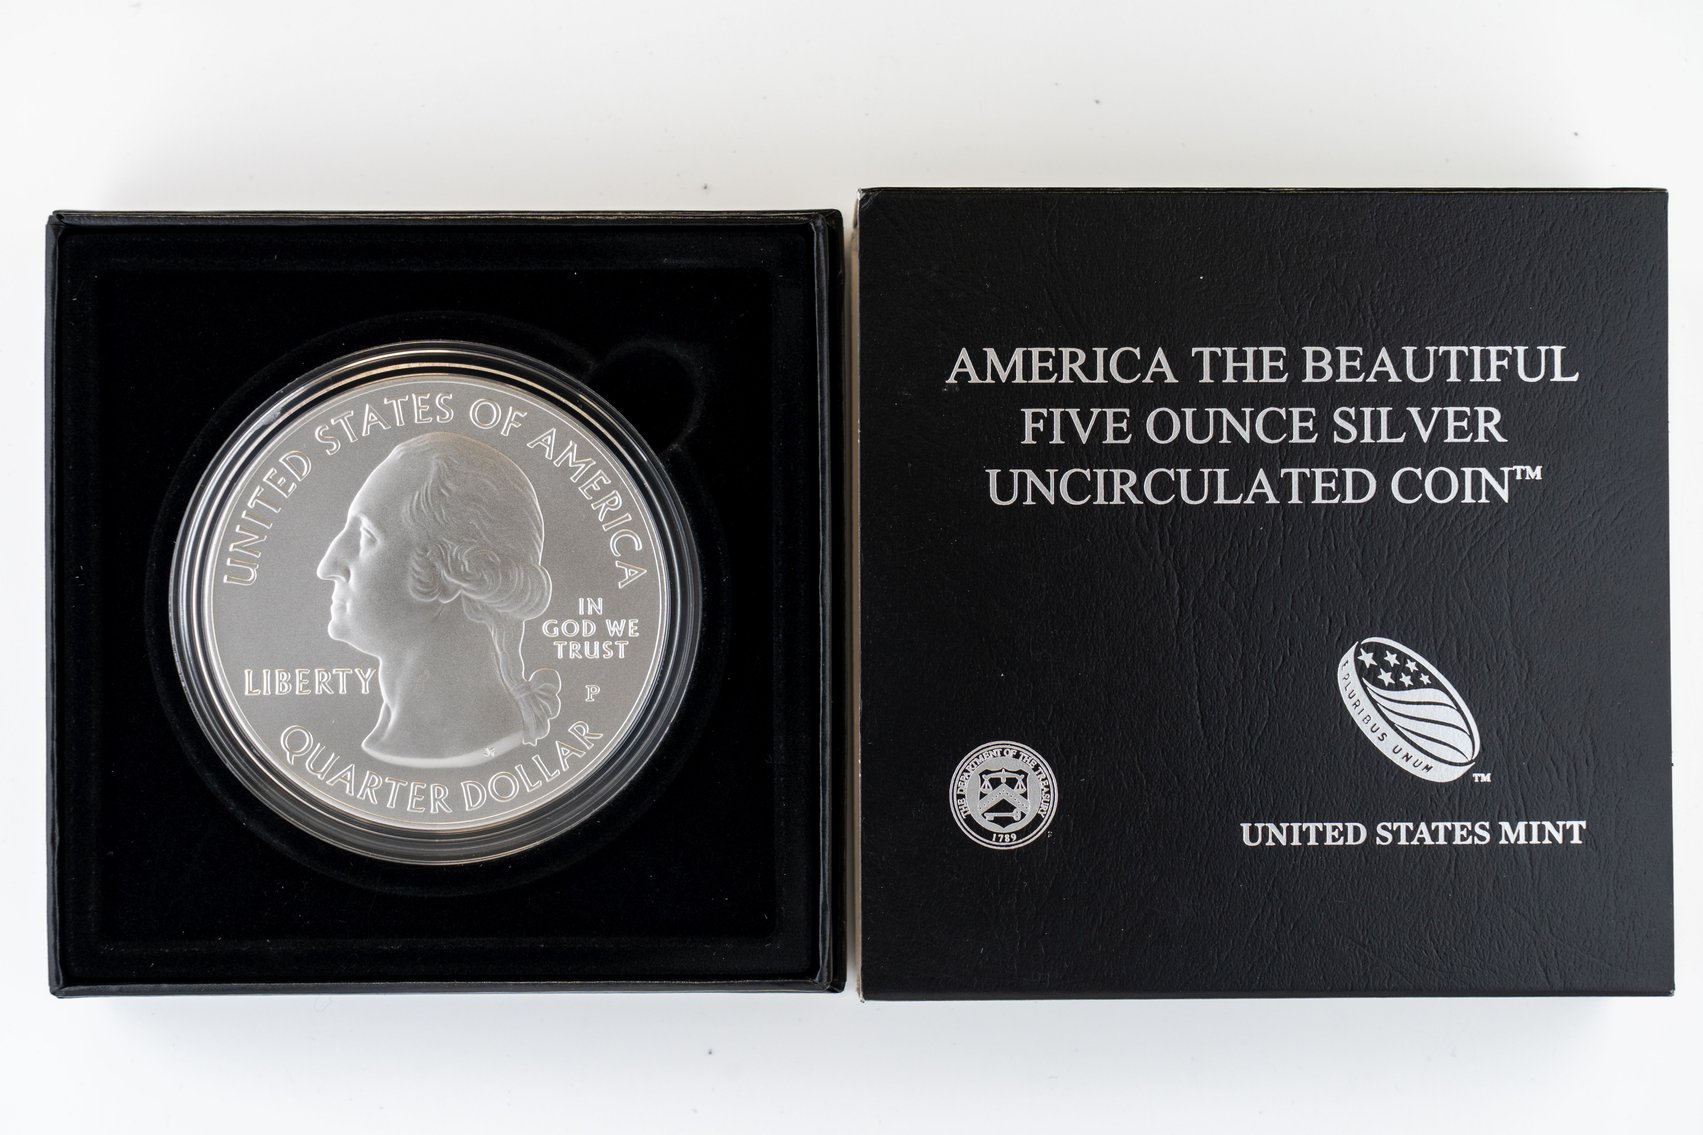 UNITED STATES OF AMERICA
IN
GOD WE
TRUST
LIBERTY
P
JF
QUARTER DOLLAR
AMERICA THE BEAUTIFUL
FIVE OUNCE SILVER
UNCIRCULATED COIN™
E PLURIBUS UNUM
™
THE DEPARTMENT OF THE TREASURY
1789
UNITED STATES MINT